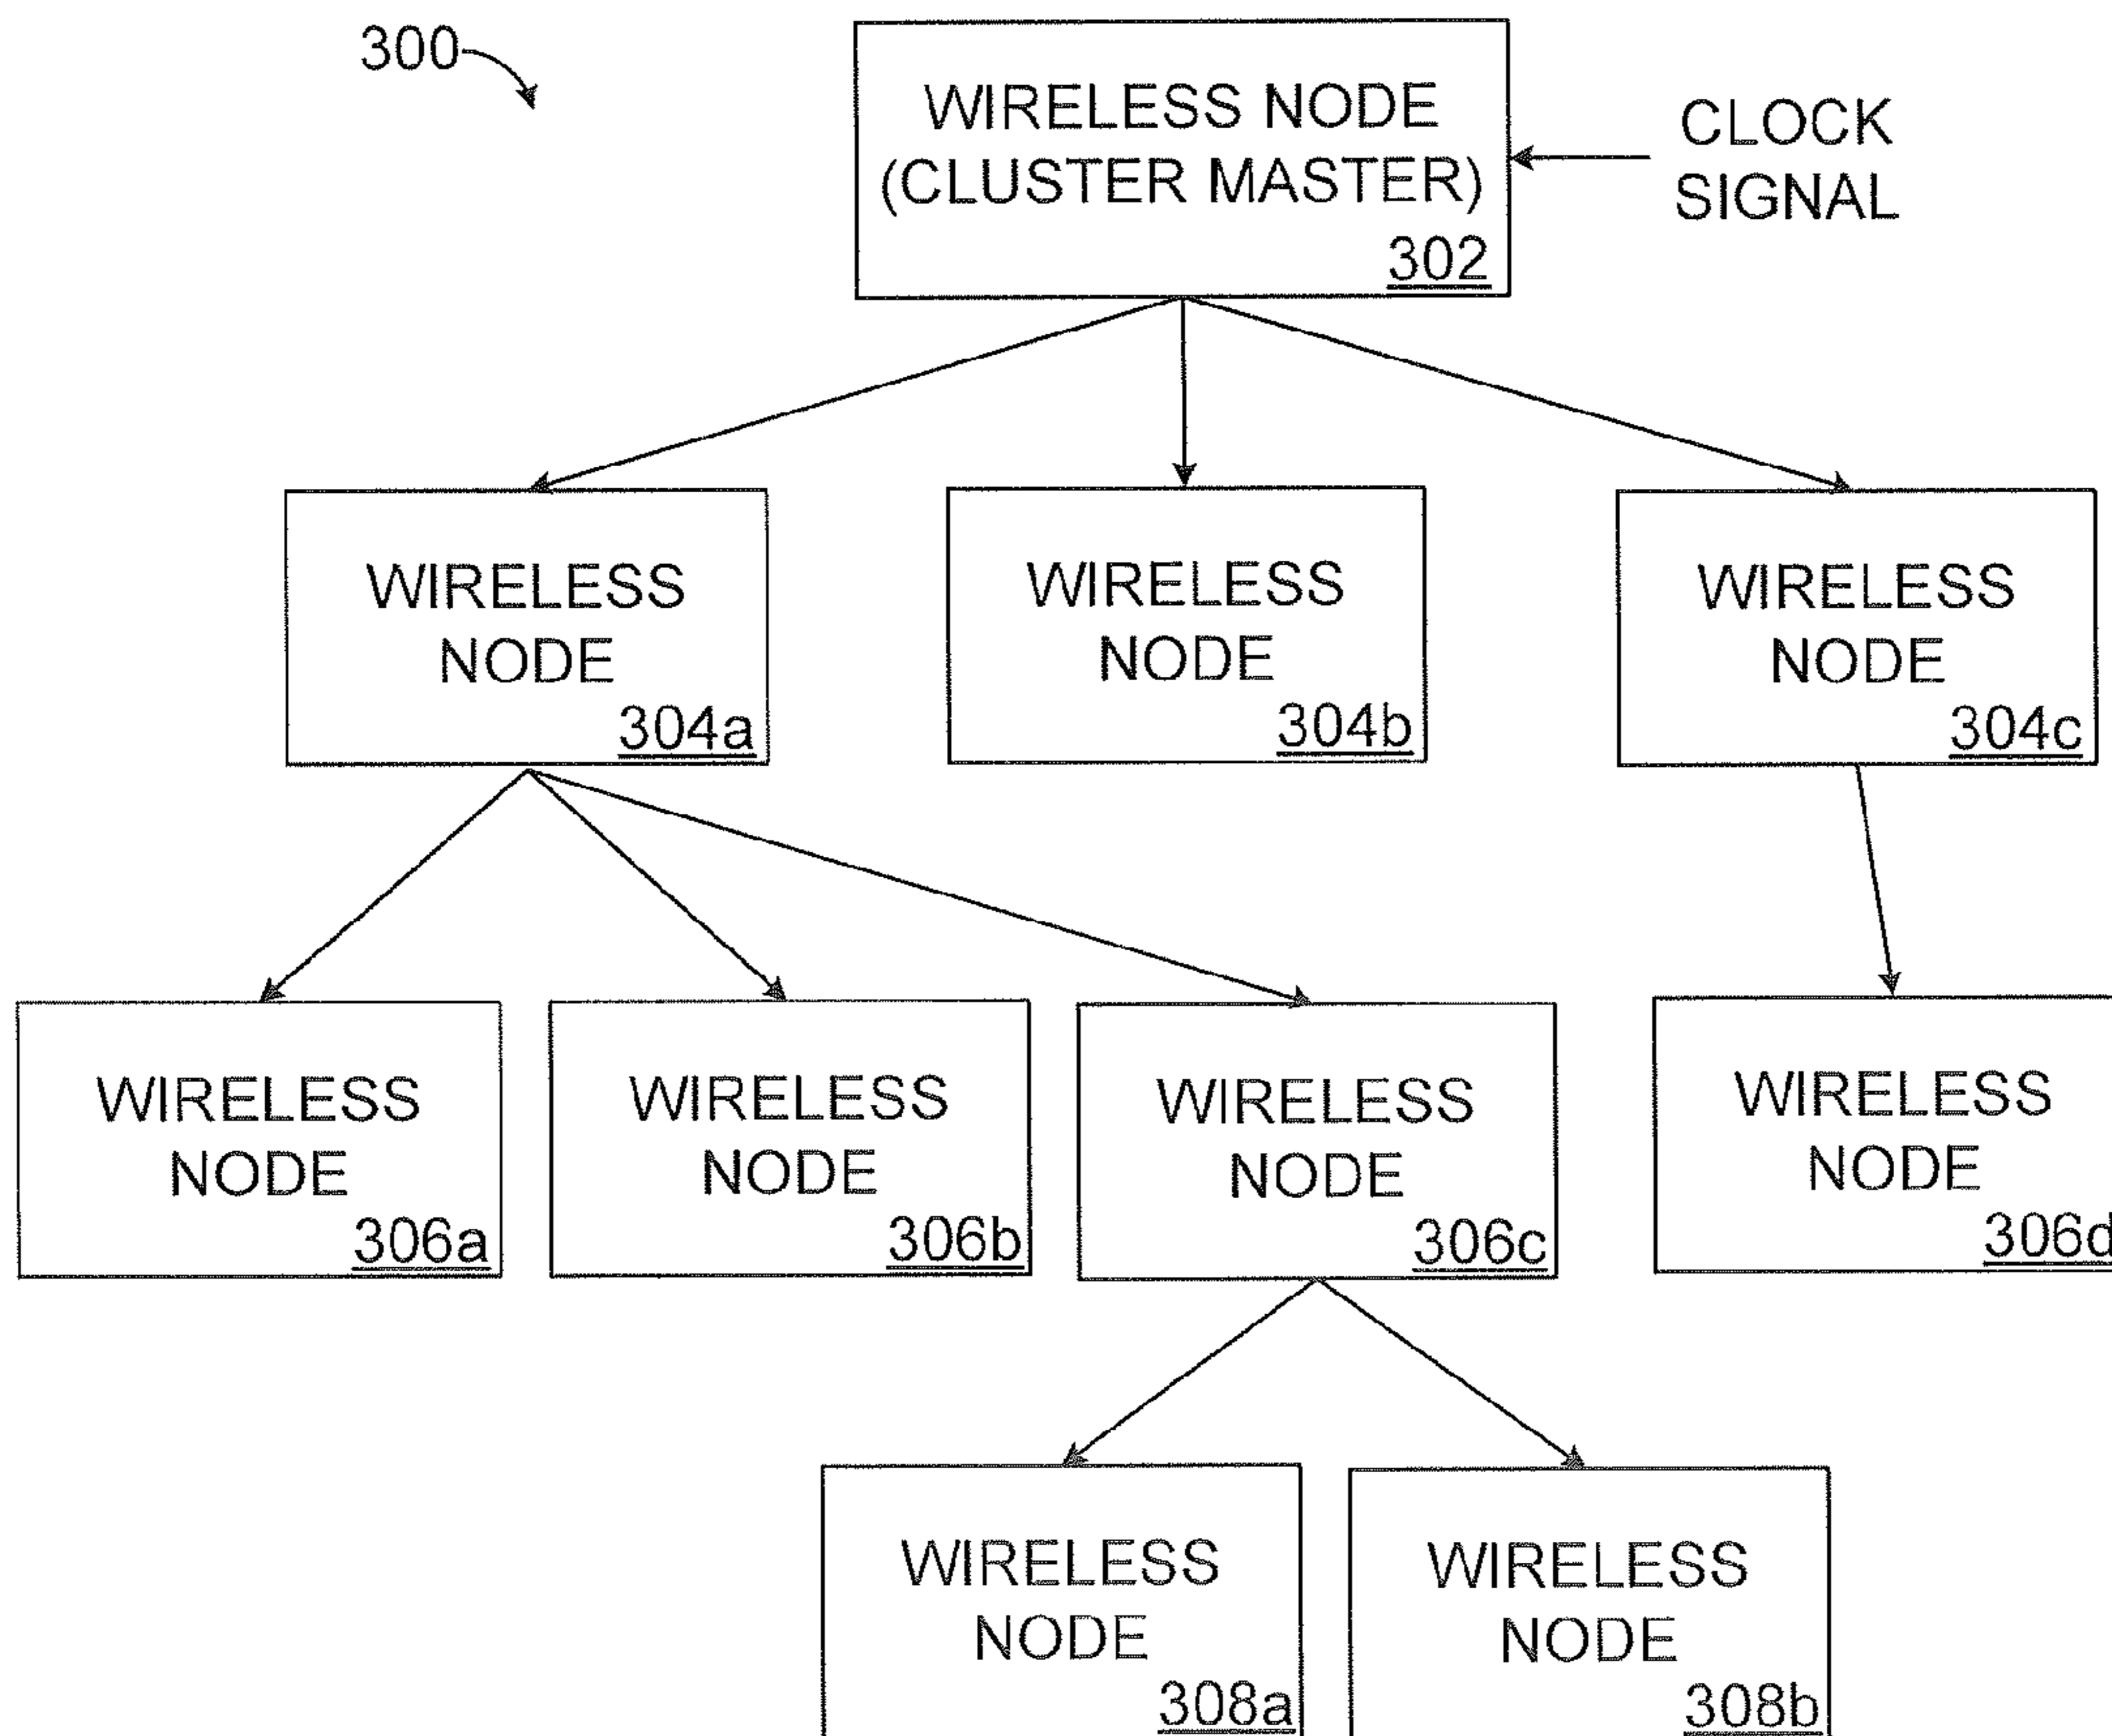 300
WIRELESS NODE
(CLUSTER MASTER)
302
CLOCK
SIGNAL
WIRELESS
NODE
304a
WIRELESS
NODE
304b
WIRELESS
NODE
304c
WIRELESS
NODE
306a
WIRELESS
NODE
306b
WIRELESS
NODE
306c
WIRELESS
NODE
306d
WIRELESS
NODE
308a
WIRELESS
NODE
308b